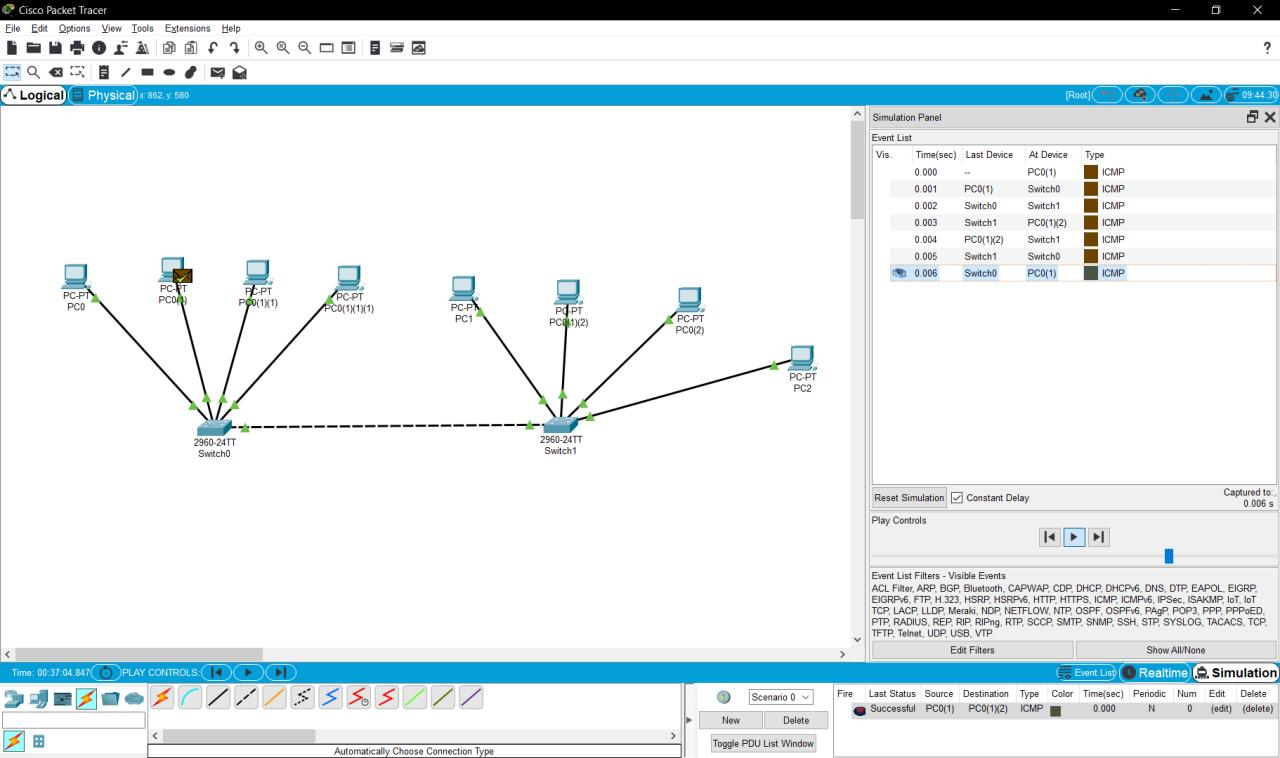 Cisco Packet Tracer
File Edit Options View Tools Extensions Help
?
Logical Physical x: 862, y: 580 [Root] 09:44:30
Simulation Panel
Event List
Vis. Time(sec) Last Device At Device Type
0.000 -- PC0(1) ICMP
0.001 PC0(1) Switch0 ICMP
0.002 Switch0 Switch1 ICMP
0.003 Switch1 PC0(1)(2) ICMP
0.004 PC0(1)(2) Switch1 ICMP
0.005 Switch1 Switch0 ICMP
0.006 Switch0 PC0(1) ICMP
PC-PT
PC0
PC-PT
PC0(1)
PC-PT
PC0(1)(1)
PC-PT
PC0(1)(1)(1)
PC-PT
PC1
PC-PT
PC0(1)(2)
PC-PT
PC0(2)
PC-PT
PC2
2960-24TT
Switch0
2960-24TT
Switch1
Reset Simulation Constant Delay Captured to:
0.006 s
Play Controls
Event List Filters - Visible Events
ACL Filter, ARP, BGP, Bluetooth, CAPWAP, CDP, DHCP, DHCPv6, DNS, DTP, EAPOL, EIGRP,
EIGRPv6, FTP, H.323, HSRP, HSRPv6, HTTP, HTTPS, ICMP, ICMPv6, IPSec, ISAKMP, IoT, IoT
TCP, LACP, LLDP, Meraki, NDP, NETFLOW, NTP, OSPF, OSPFv6, PAgP, POP3, PPP, PPPoED,
PTP, RADIUS, REP, RIP, RIPng, RTP, SCCP, SMTP, SNMP, SSH, STP, SYSLOG, TACACS, TCP,
TFTP, Telnet, UDP, USB, VTP
Edit Filters Show All/None
Time: 00:37:04.847 PLAY CONTROLS: Event List Realtime Simulation
Scenario 0
New Delete
Toggle PDU List Window
Fire Last Status Source Destination Type Color Time(sec) Periodic Num Edit Delete
Successful PC0(1) PC0(1)(2) ICMP 0.000 N 0 (edit) (delete)
Automatically Choose Connection Type